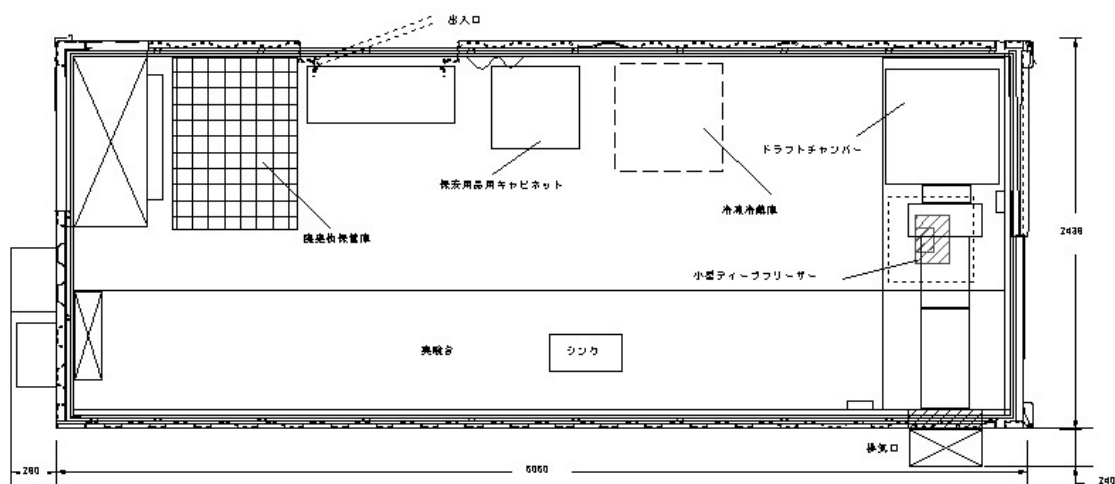 出入口
ドラフトチャンバー
保安用品用キャビネット
冷凍冷蔵庫
廃棄物保管庫
2438
小型ディープフリーザー
実験台
シンク
排気口
280
6060
240